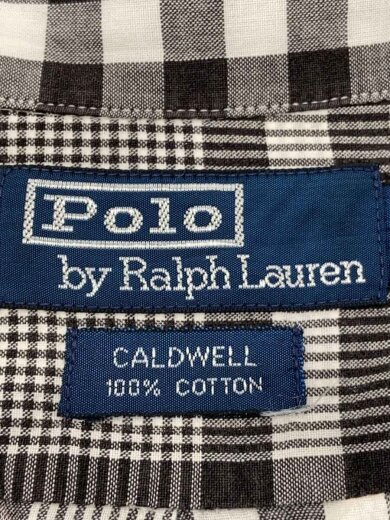 Polo
by Ralph Lauren
CALDWELL
100% COTTON